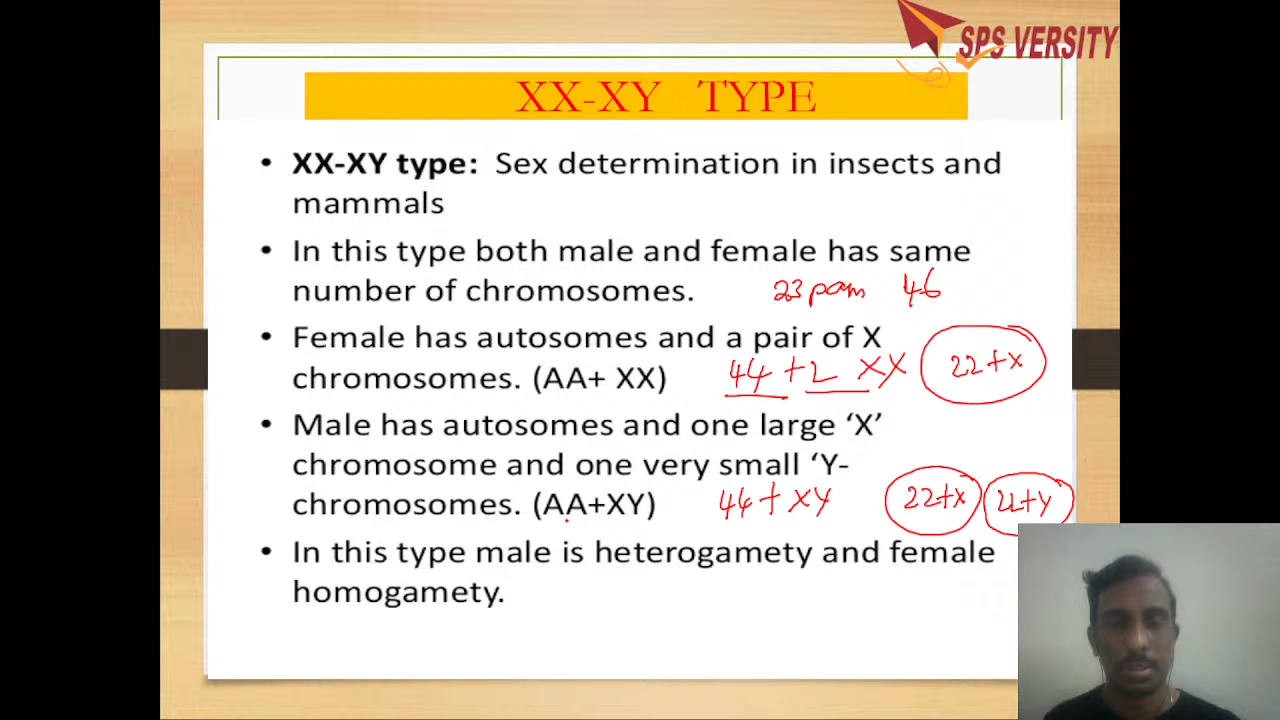 SPS VERSITY
XX-XY TYPE
• XX-XY type: Sex determination in insects and
mammals
• In this type both male and female has same
number of chromosomes. 23 pairs 46
• Female has autosomes and a pair of X
chromosomes. (AA+ XX) 44 + 2 XX 22+x
• Male has autosomes and one large ‘X’
chromosome and one very small ‘Y-
chromosomes. (AA+XY) 44+ XY 22+x 22+y
• In this type male is heterogamety and female
homogamety.